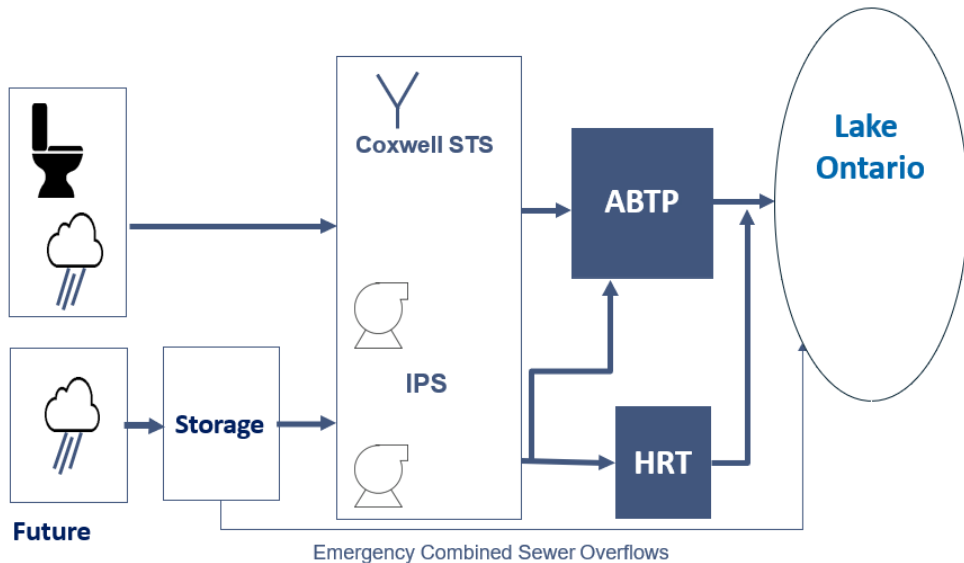 Coxwell STS
IPS
ABTP
HRT
Lake
Ontario
Storage
Future
Emergency Combined Sewer Overflows